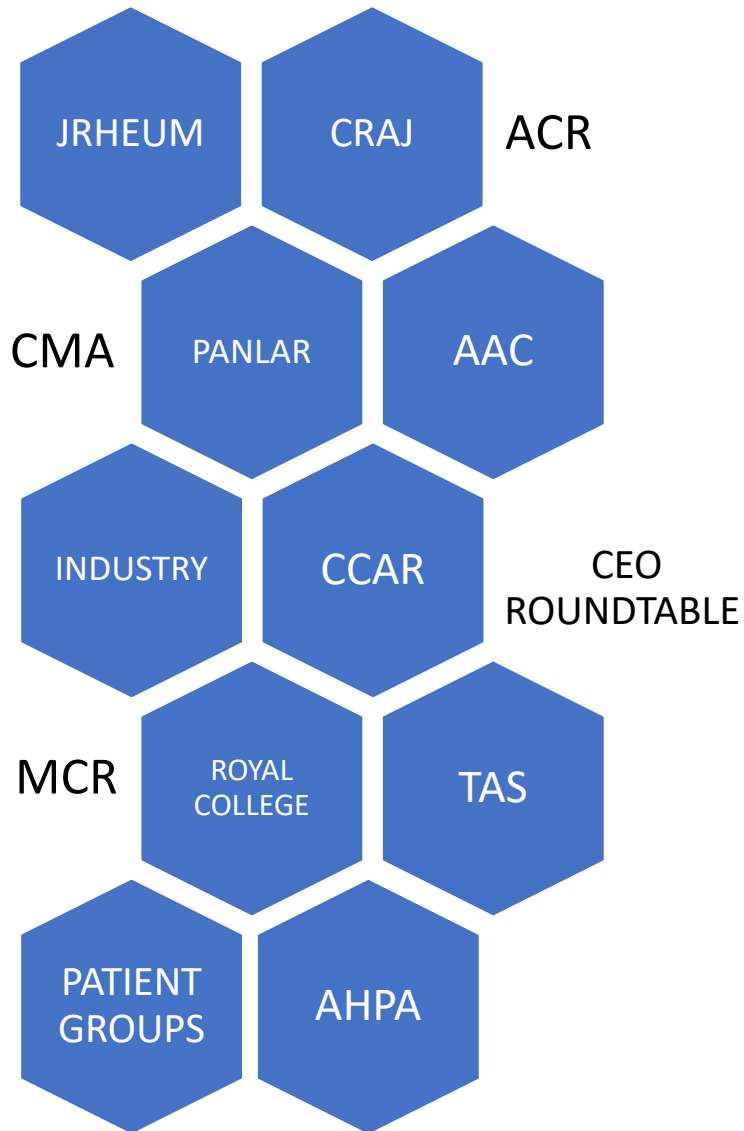 JRHEUM
CRAJ
ACR
CMA
PANLAR
AAC
INDUSTRY
CCAR
CEO
ROUNDTABLE
MCR
ROYAL
COLLEGE
TAS
PATIENT
GROUPS
AHPA